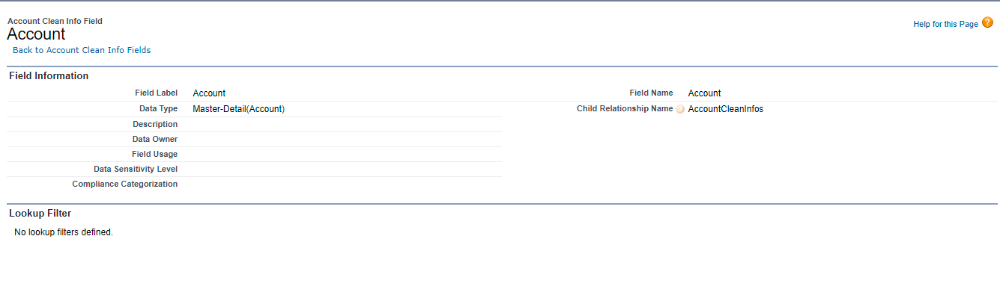 Account Clean Info Field
Account
Help for this Page ?
Back to Account Clean Info Fields
Field Information
Field Label Account Field Name Account
Data Type Master-Detail(Account) Child Relationship Name ? AccountCleanInfos
Description
Data Owner
Field Usage
Data Sensitivity Level
Compliance Categorization
Lookup Filter
No lookup filters defined.